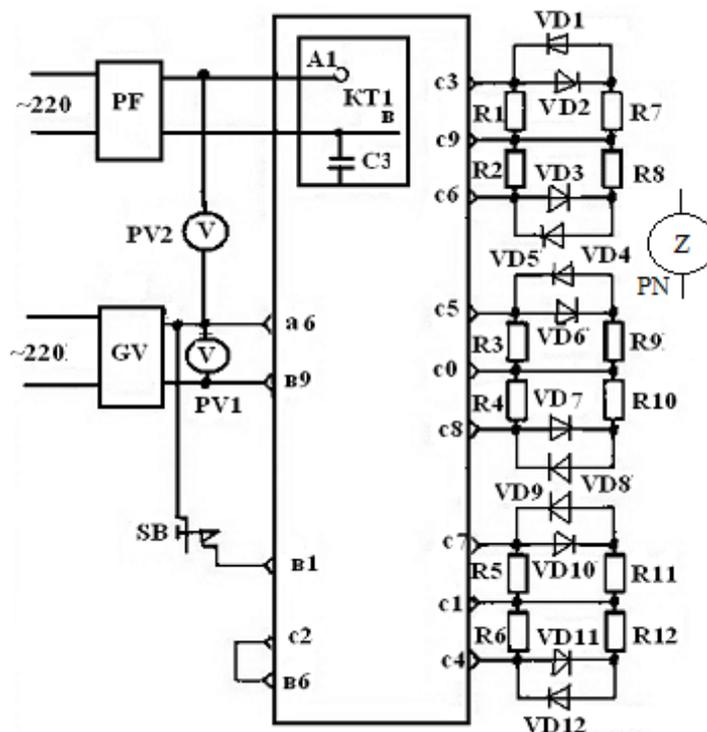 VD1
A1
c3
КТ1
VD2
~220
PF
R1
R7
в
c9
C3
R2
VD3
R8
c6
V
PV2
Z
VD5
VD4
PN
а6
c5
VD6
~220
GV
V
R3
R9
в9
c0
PV1
R4
VD7
R10
c8
VD9
VD8
SB
c7
в1
R5
VD10
R11
c1
c2
R6
VD11
R12
c4
в6
VD12